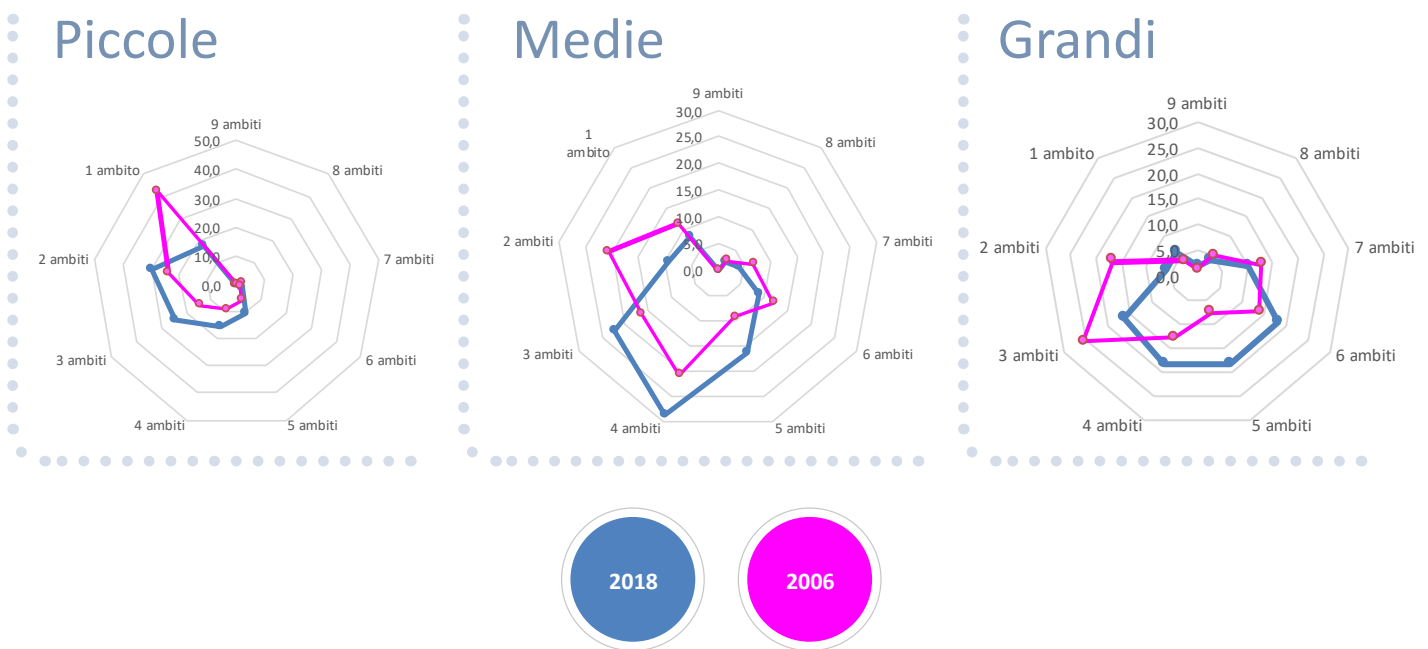 Piccole
9 ambiti
50,0
40,0
30,0
20,0
10,0
0,0
8 ambiti
7 ambiti
6 ambiti
5 ambiti
4 ambiti
3 ambiti
2 ambiti
1 ambito
Medie
9 ambiti
30,0
25,0
20,0
15,0
10,0
5,0
0,0
8 ambiti
7 ambiti
6 ambiti
5 ambiti
4 ambiti
3 ambiti
2 ambiti
1
ambito
Grandi
9 ambiti
30,0
25,0
20,0
15,0
10,0
5,0
0,0
8 ambiti
7 ambiti
6 ambiti
5 ambiti
4 ambiti
3 ambiti
2 ambiti
1 ambito
2018
2006